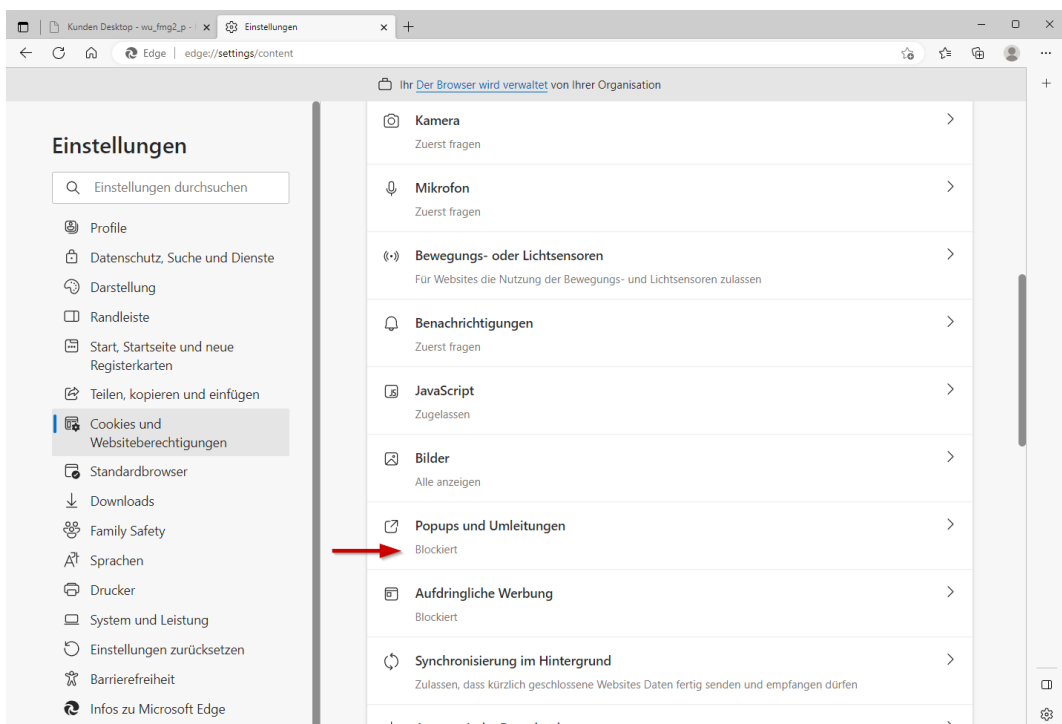 Kunden Desktop - wu_fmg2_p -
Einstellungen
Edge | edge://settings/content
Ihr Der Browser wird verwaltet von Ihrer Organisation
Einstellungen
Einstellungen durchsuchen
Profile
Datenschutz, Suche und Dienste
Darstellung
Randleiste
Start, Startseite und neue
Registerkarten
Teilen, kopieren und einfügen
Cookies und
Websiteberechtigungen
Standardbrowser
Downloads
Family Safety
Sprachen
Drucker
System und Leistung
Einstellungen zurücksetzen
Barrierefreiheit
Infos zu Microsoft Edge
Kamera
Zuerst fragen
Mikrofon
Zuerst fragen
Bewegungs- oder Lichtsensoren
Für Websites die Nutzung der Bewegungs- und Lichtsensoren zulassen
Benachrichtigungen
Zuerst fragen
JavaScript
Zugelassen
Bilder
Alle anzeigen
Popups und Umleitungen
Blockiert
Aufdringliche Werbung
Blockiert
Synchronisierung im Hintergrund
Zulassen, dass kürzlich geschlossene Websites Daten fertig senden und empfangen dürfen